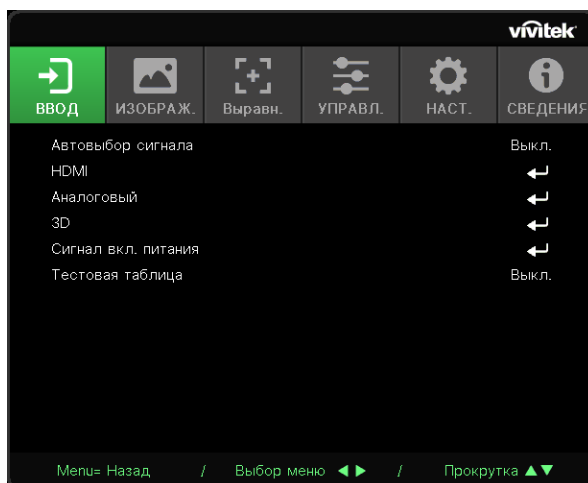 vivitek
ВВОД ИЗОБРАЖ. Выравн. УПРАВЛ. НАСТ. СВЕДЕНИЯ
Автовыбор сигнала Выкл.
HDMI
Аналоговый
3D
Сигнал вкл. питания
Тестовая таблица Выкл.
Menu= Назад / Выбор меню ◀ ▶ / Прокрутка ▲▼